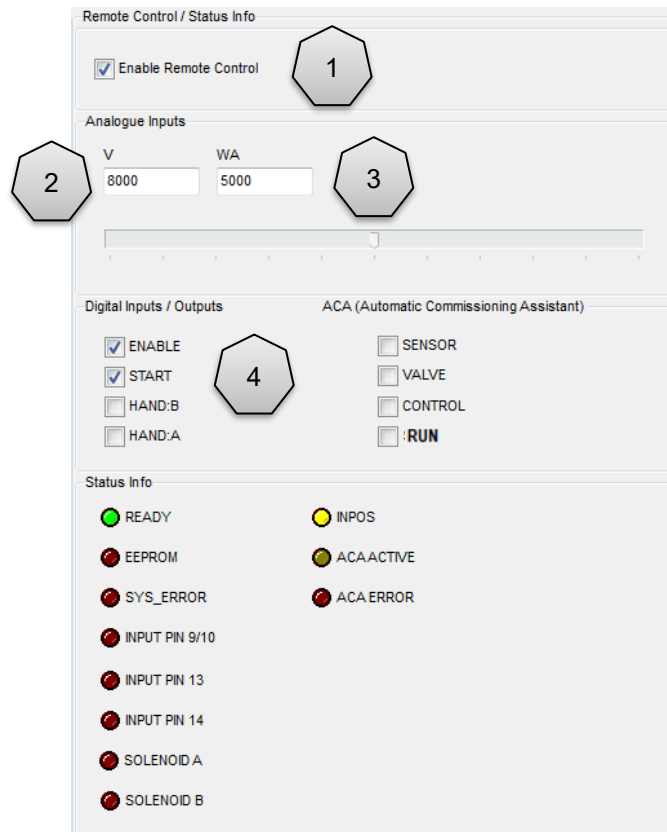 Remote Control / Status Info
Enable Remote Control
1
Analogue Inputs
V WA
2
8000 5000
3
Digital Inputs / Outputs ACA (Automatic Commissioning Assistant)
ENABLE SENSOR
START VALVE
4
HAND:B CONTROL
HAND:A :RUN
Status Info
READY INPOS
EEPROM ACA ACTIVE
SYS_ERROR ACA ERROR
INPUT PIN 9/10
INPUT PIN 13
INPUT PIN 14
SOLENOID A
SOLENOID B